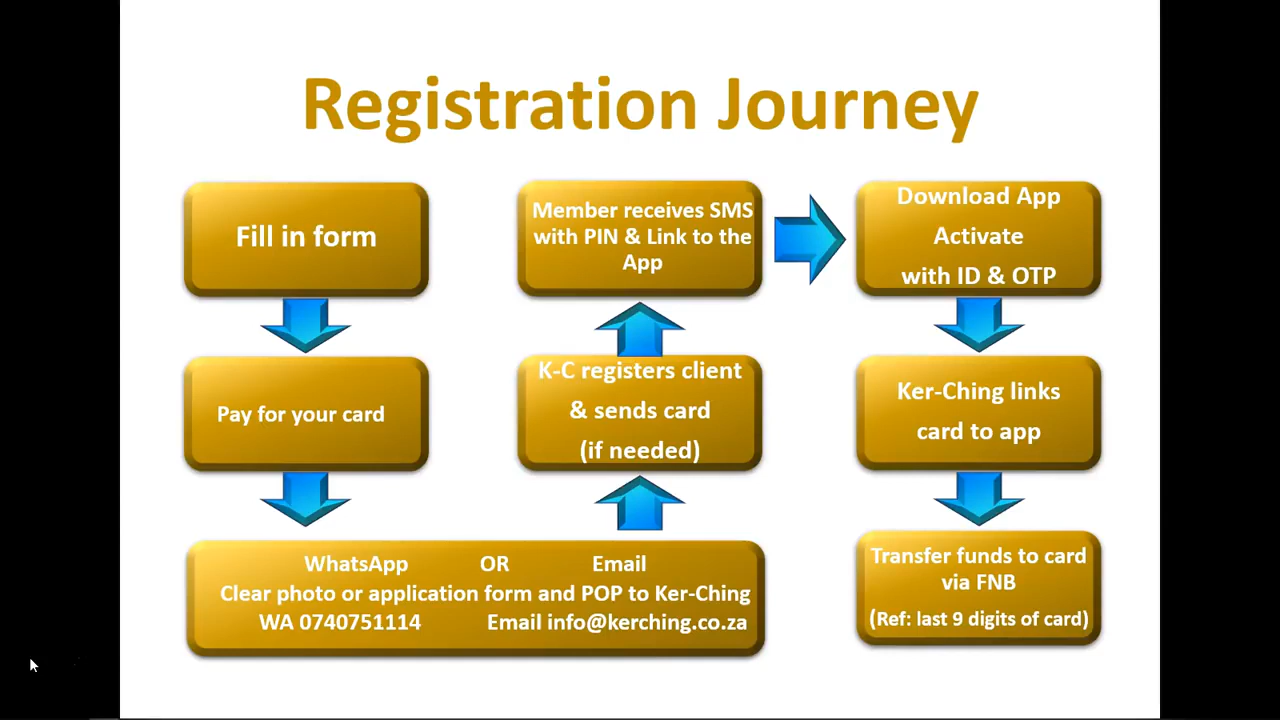 Registration Journey
Fill in form
Pay for your card
WhatsApp OR Email
Clear photo or application form and POP to Ker-Ching
WA 0740751114 Email info@kerching.co.za
K-C registers client
& sends card
(if needed)
Member receives SMS
with PIN & Link to the
App
Download App
Activate
with ID & OTP
Ker-Ching links
card to app
Transfer funds to card
via FNB
(Ref: last 9 digits of card)